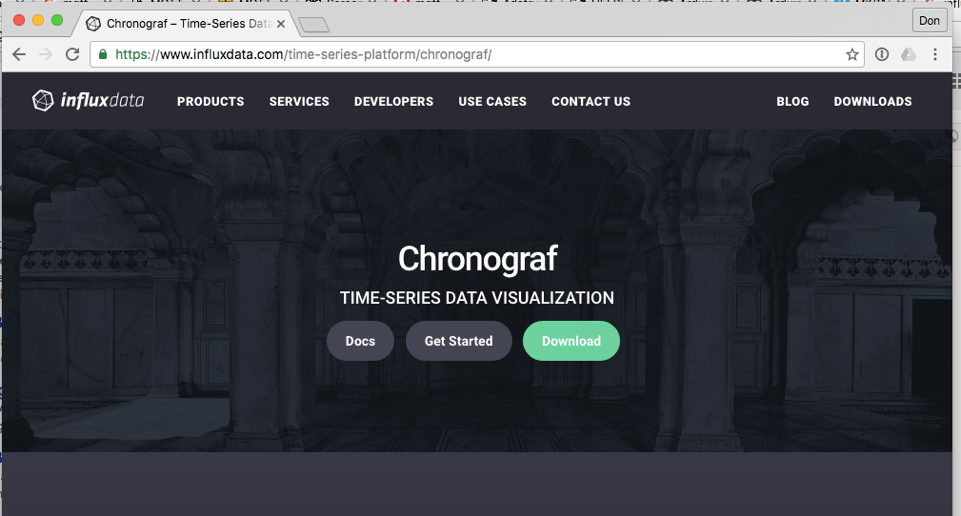 Chronograf – Time-Series Data
Don
https://www.influxdata.com/time-series-platform/chronograf/
influxdata PRODUCTS SERVICES DEVELOPERS USE CASES CONTACT US BLOG DOWNLOADS
Chronograf
TIME-SERIES DATA VISUALIZATION
Docs Get Started Download